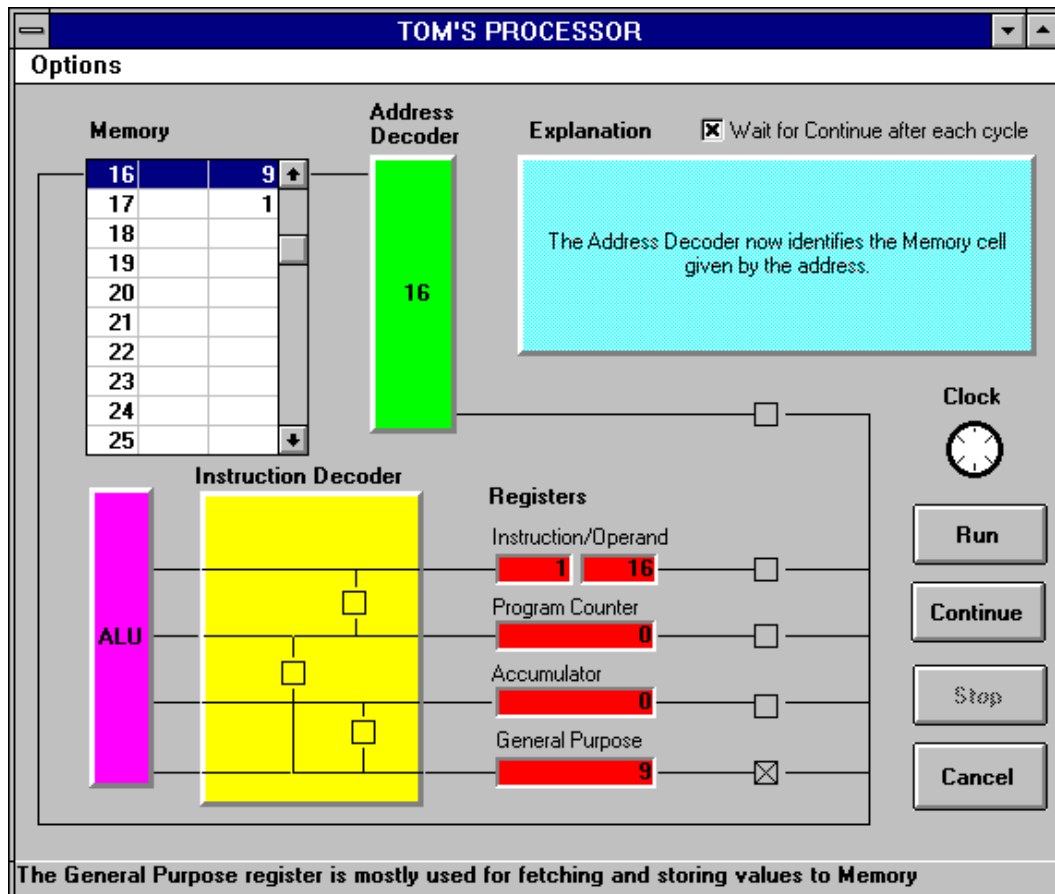 TOM'S PROCESSOR
Options
Memory
Address
Decoder
Explanation
Wait for Continue after each cycle
16 9
17 1
18
19
20
21
22
23
24
25
16
The Address Decoder now identifies the Memory cell
given by the address.
Clock
Instruction Decoder
Registers
Instruction/Operand
1 16
Program Counter
0
Accumulator
0
General Purpose
9
ALU
Run
Continue
Stop
Cancel
The General Purpose register is mostly used for fetching and storing values to Memory